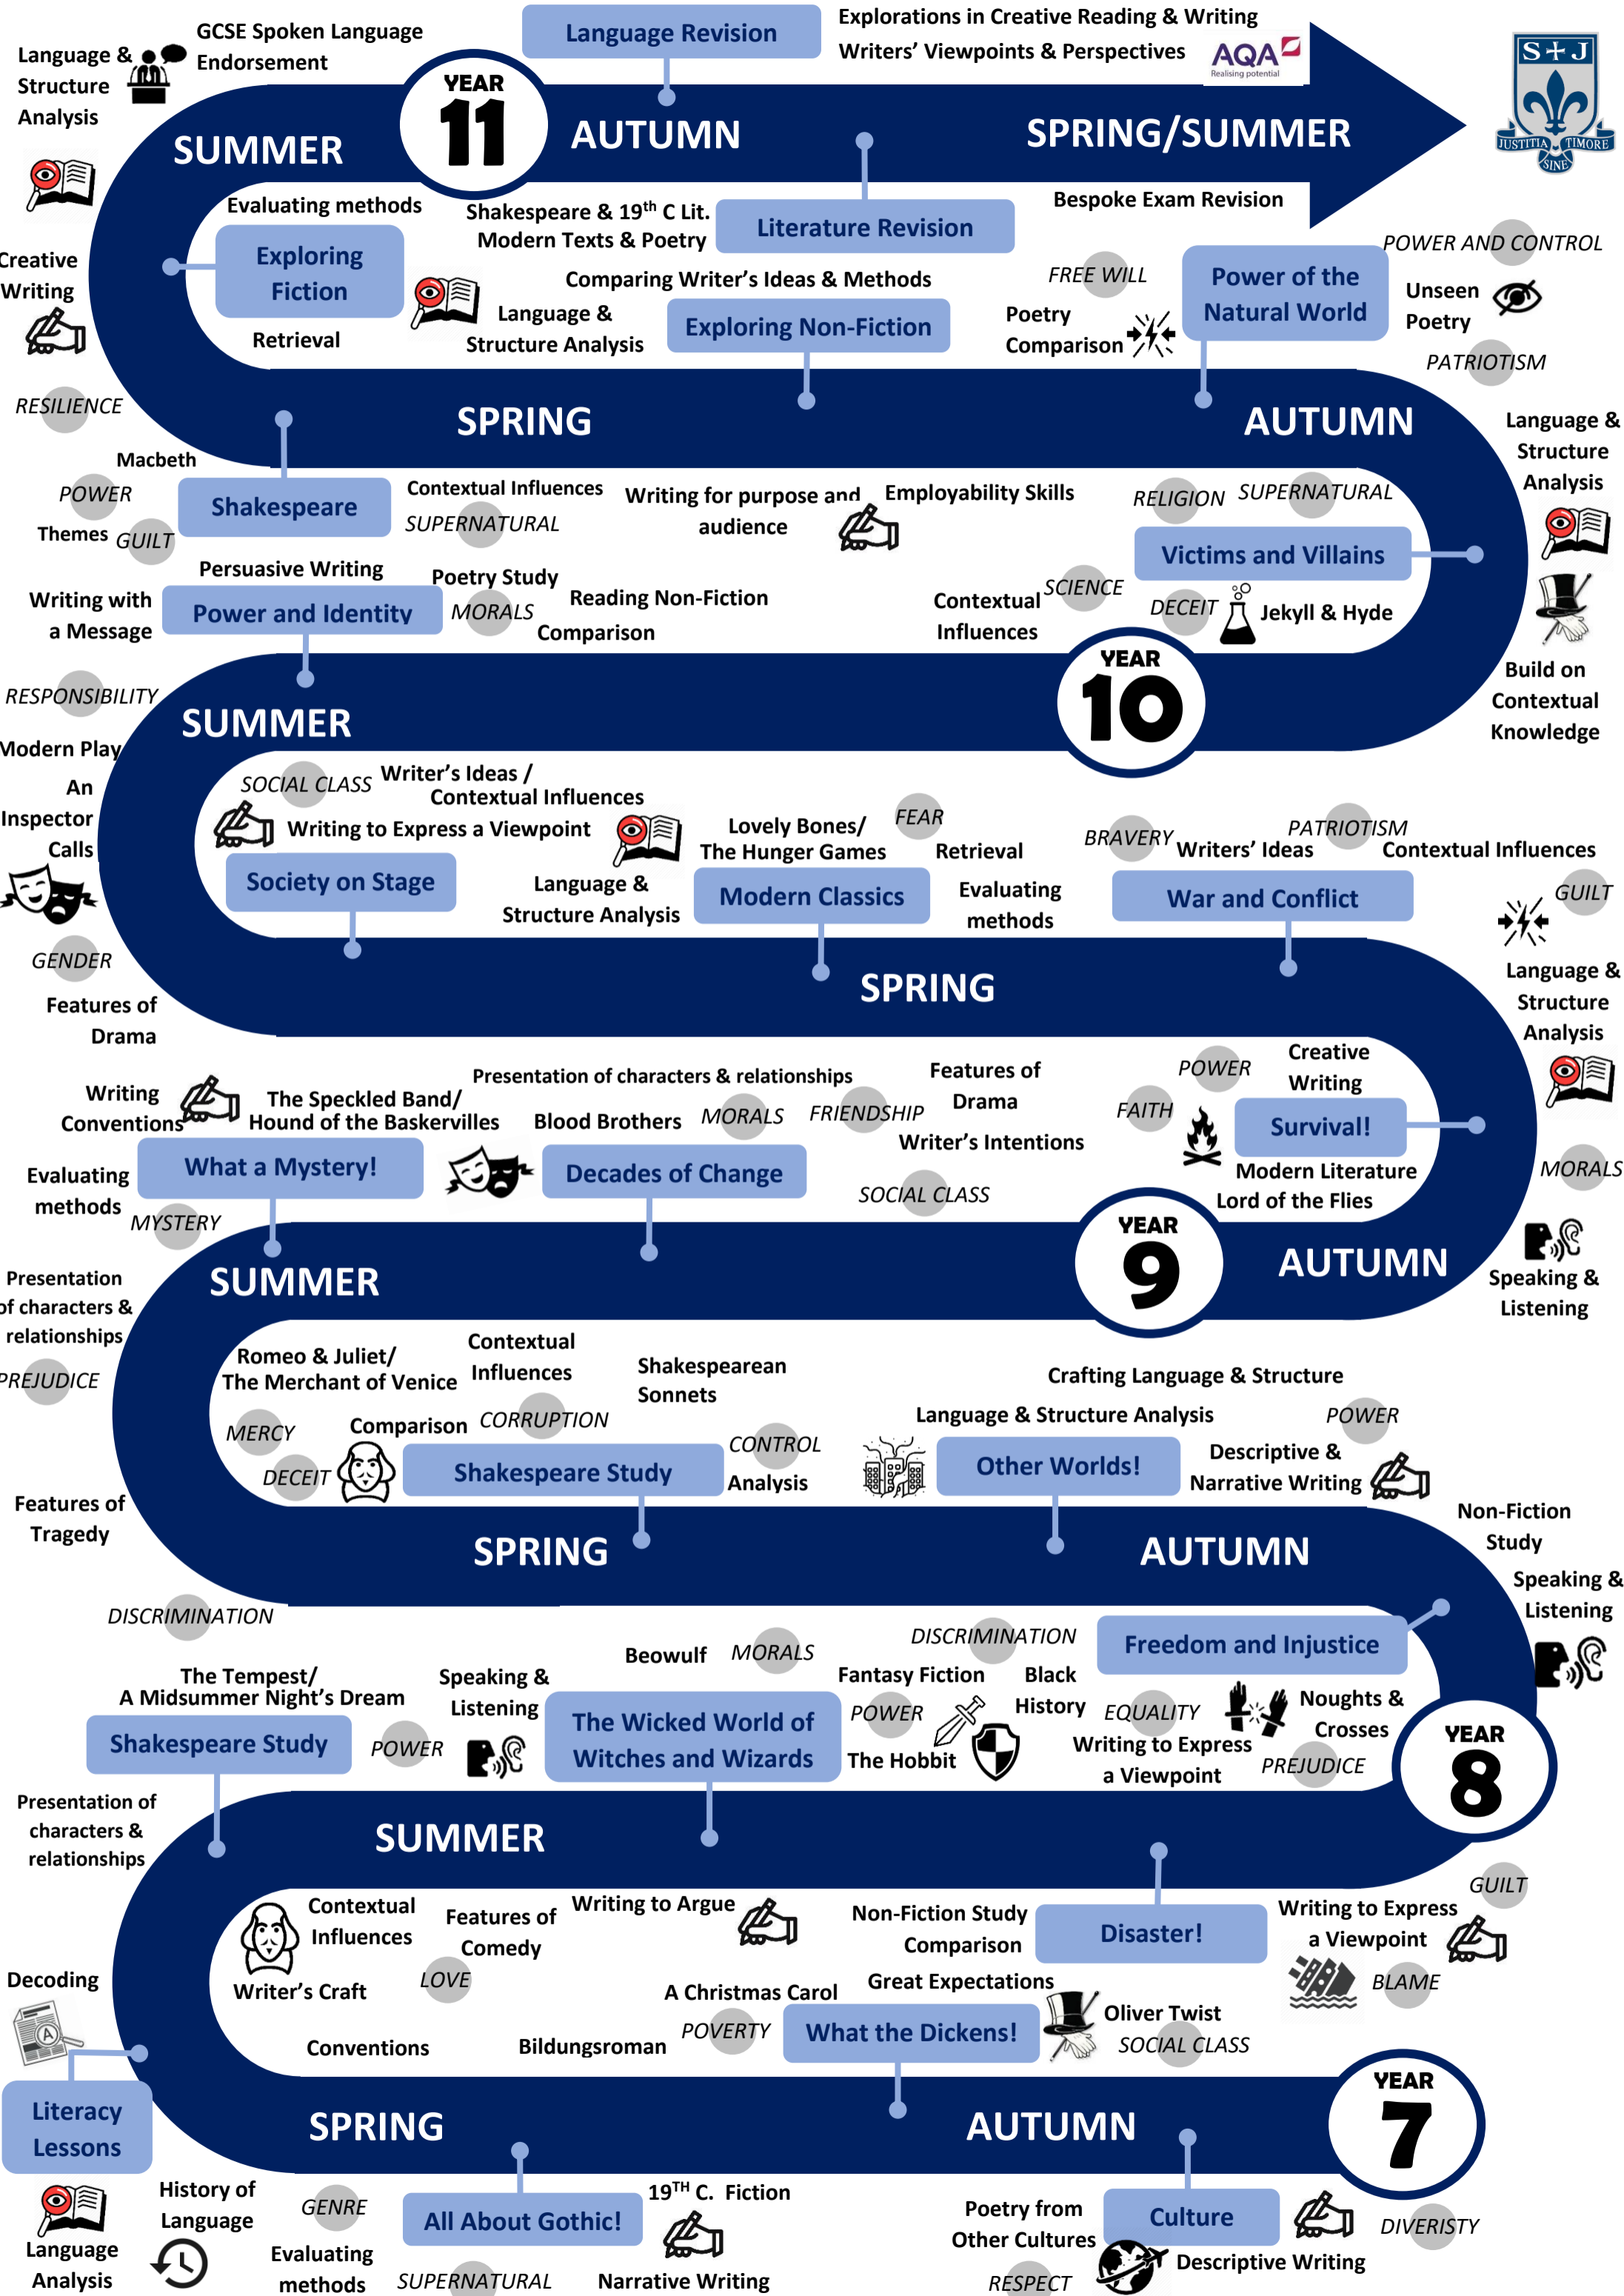 GCSE Spoken Language
Endorsement
Language &
Structure
Analysis
Language Revision
Explorations in Creative Reading & Writing
Writers’ Viewpoints & Perspectives
AQA
Realising potential
S J
JUSTITIA TIMORE
SINE
YEAR
11
SUMMER
AUTUMN
SPRING/SUMMER
Evaluating methods
Exploring
Fiction
Retrieval
Creative
Writing
RESILIENCE
Shakespeare & 19th C Lit.
Modern Texts & Poetry
Literature Revision
Bespoke Exam Revision
Comparing Writer’s Ideas & Methods
Language &
Structure Analysis
Exploring Non-Fiction
FREE WILL
Poetry
Comparison
Power of the
Natural World
POWER AND CONTROL
Unseen
Poetry
PATRIOTISM
SPRING
AUTUMN
Language &
Structure
Analysis
Macbeth
POWER
Themes
GUILT
Shakespeare
Contextual Influences
SUPERNATURAL
Writing for purpose and
audience
Employability Skills
RELIGION
SUPERNATURAL
Victims and Villains
SCIENCE
Contextual
Influences
DECEIT
Jekyll & Hyde
Build on
Contextual
Knowledge
Persuasive Writing
Writing with
a Message
Power and Identity
Poetry Study
MORALS
Reading Non-Fiction
Comparison
YEAR
10
RESPONSIBILITY
SUMMER
Modern Play
An
Inspector
Calls
GENDER
Features of
Drama
SOCIAL CLASS
Writer’s Ideas /
Contextual Influences
Writing to Express a Viewpoint
Society on Stage
Language &
Structure Analysis
Lovely Bones/
The Hunger Games
FEAR
Retrieval
Modern Classics
Evaluating
methods
BRAVERY
PATRIOTISM
Writers’ Ideas
Contextual Influences
War and Conflict
GUILT
Language &
Structure
Analysis
SPRING
Writing
Conventions
The Speckled Band/
Hound of the Baskervilles
What a Mystery!
Evaluating
methods
MYSTERY
Presentation of characters & relationships
Blood Brothers
MORALS
FRIENDSHIP
Decades of Change
Features of
Drama
Writer’s Intentions
SOCIAL CLASS
POWER
Creative
Writing
FAITH
Survival!
Modern Literature
Lord of the Flies
MORALS
Speaking &
Listening
YEAR
9
SUMMER
AUTUMN
Presentation
of characters &
relationships
PREJUDICE
Features of
Tragedy
Romeo & Juliet/
The Merchant of Venice
Contextual
Influences
Shakespearean
Sonnets
MERCY
Comparison
CORRUPTION
DECEIT
Shakespeare Study
CONTROL
Analysis
Crafting Language & Structure
Language & Structure Analysis
POWER
Other Worlds!
Descriptive &
Narrative Writing
Non-Fiction
Study
Speaking &
Listening
SPRING
AUTUMN
DISCRIMINATION
The Tempest/
A Midsummer Night’s Dream
Shakespeare Study
POWER
Speaking &
Listening
Beowulf
MORALS
The Wicked World of
Witches and Wizards
DISCRIMINATION
Fantasy Fiction
POWER
The Hobbit
Black
History
Freedom and Injustice
EQUALITY
Noughts &
Crosses
Writing to Express
a Viewpoint
PREJUDICE
YEAR
8
Presentation of
characters &
relationships
SUMMER
Contextual
Influences
Writer’s Craft
Features of
Comedy
LOVE
Writing to Argue
Non-Fiction Study
Comparison
Disaster!
Writing to Express
a Viewpoint
GUILT
BLAME
Decoding
Conventions
Bildungsroman
A Christmas Carol
POVERTY
Great Expectations
What the Dickens!
Oliver Twist
SOCIAL CLASS
YEAR
7
Literacy
Lessons
SPRING
AUTUMN
Language
Analysis
History of
Language
GENRE
Evaluating
methods
All About Gothic!
SUPERNATURAL
19TH C. Fiction
Narrative Writing
Poetry from
Other Cultures
RESPECT
Culture
Descriptive Writing
DIVERISTY